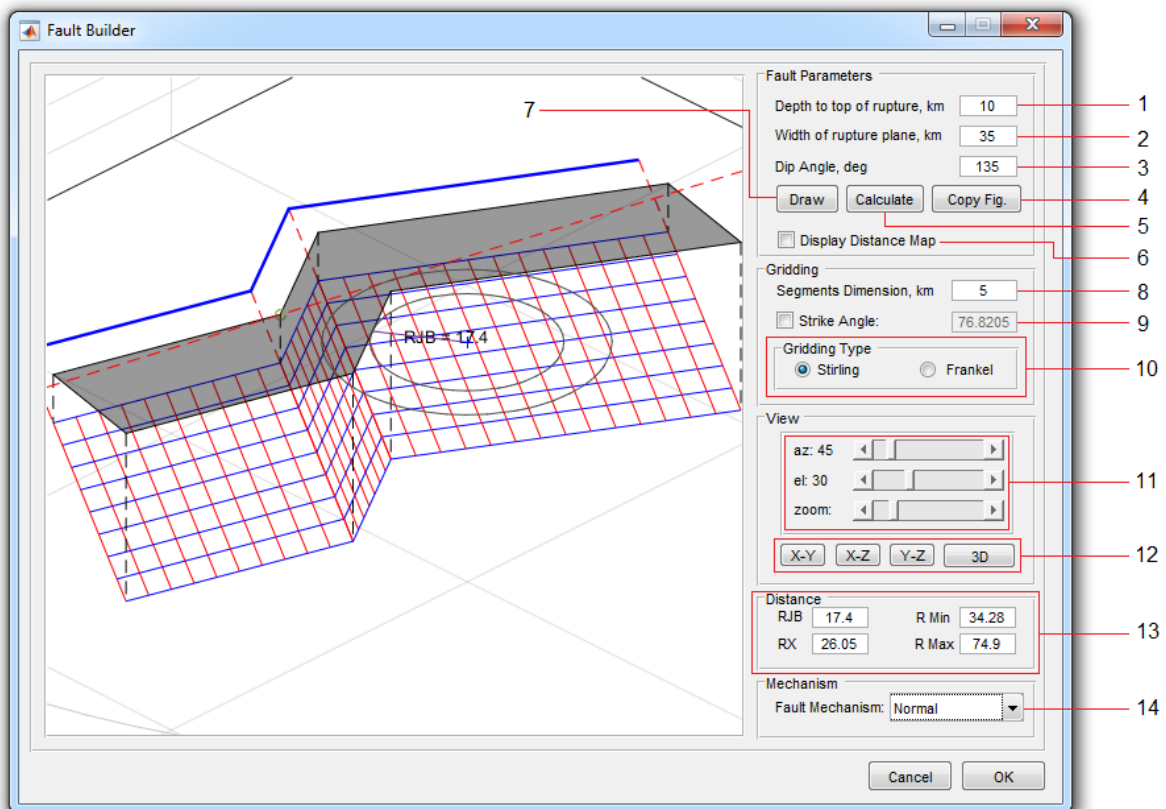 Fault Builder
Fault Parameters
Depth to top of rupture, km 10 1
7
Width of rupture plane, km 35 2
Dip Angle, deg 135 3
Draw Calculate Copy Fig. 4
5
Display Distance Map
6
Gridding
Segments Dimension, km 5 8
Strike Angle: 76.8205 9
RJB = 17.4
Gridding Type
Stirling Frankel 10
View
az: 45
el: 30 11
zoom:
X-Y X-Z Y-Z 3D 12
Distance
RJB 17.4 R Min 34.28
RX 26.05 R Max 74.9
13
Mechanism
Fault Mechanism: Normal 14
Cancel OK